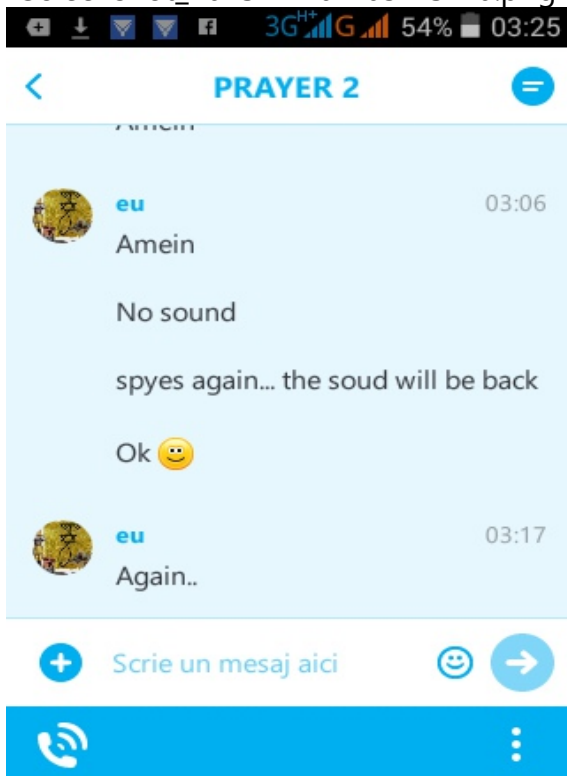 3G H+ G 54% 03:25
PRAYER 2
Amein
eu 03:06
Amein
No sound
spyes again... the soud will be back
Ok
eu 03:17
Again..
Scrie un mesaj aici